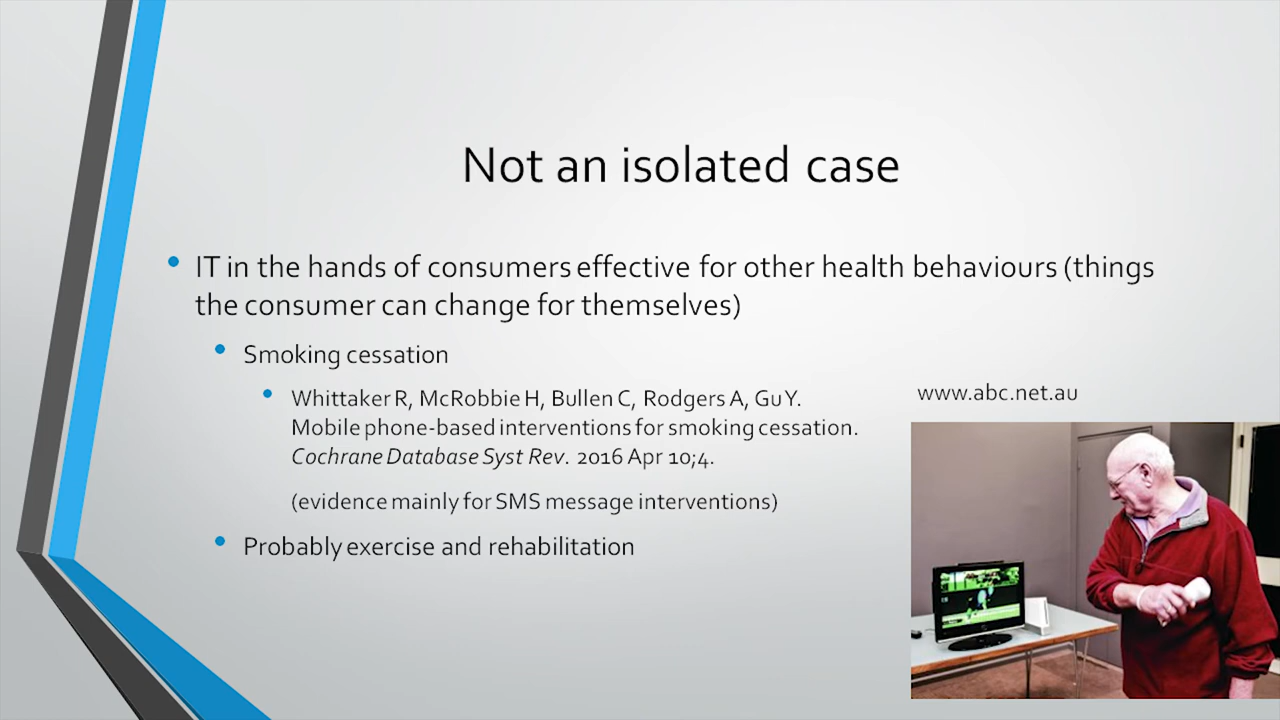 Not an isolated case
IT in the hands of consumers effective for other health behaviours (things
the consumer can change for themselves)
Smoking cessation
Whittaker R, McRobbie H, Bullen C, Rodgers A, Gu Y.
Mobile phone-based interventions for smoking cessation.
Cochrane Database Syst Rev. 2016 Apr 10;4.
(evidence mainly for SMS message interventions)
Probably exercise and rehabilitation
www.abc.net.au